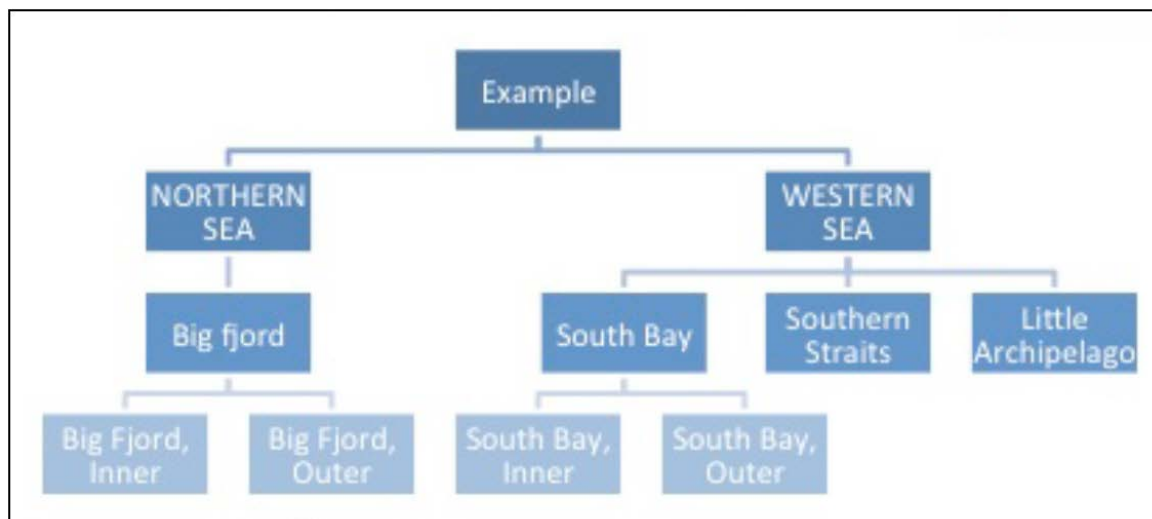 Example
NORTHERN
SEA
WESTERN
SEA
Big fjord
South Bay
Southern
Straits
Little
Archipelago
Big Fjord,
Inner
Big Fjord,
Outer
South Bay,
Inner
South Bay,
Outer